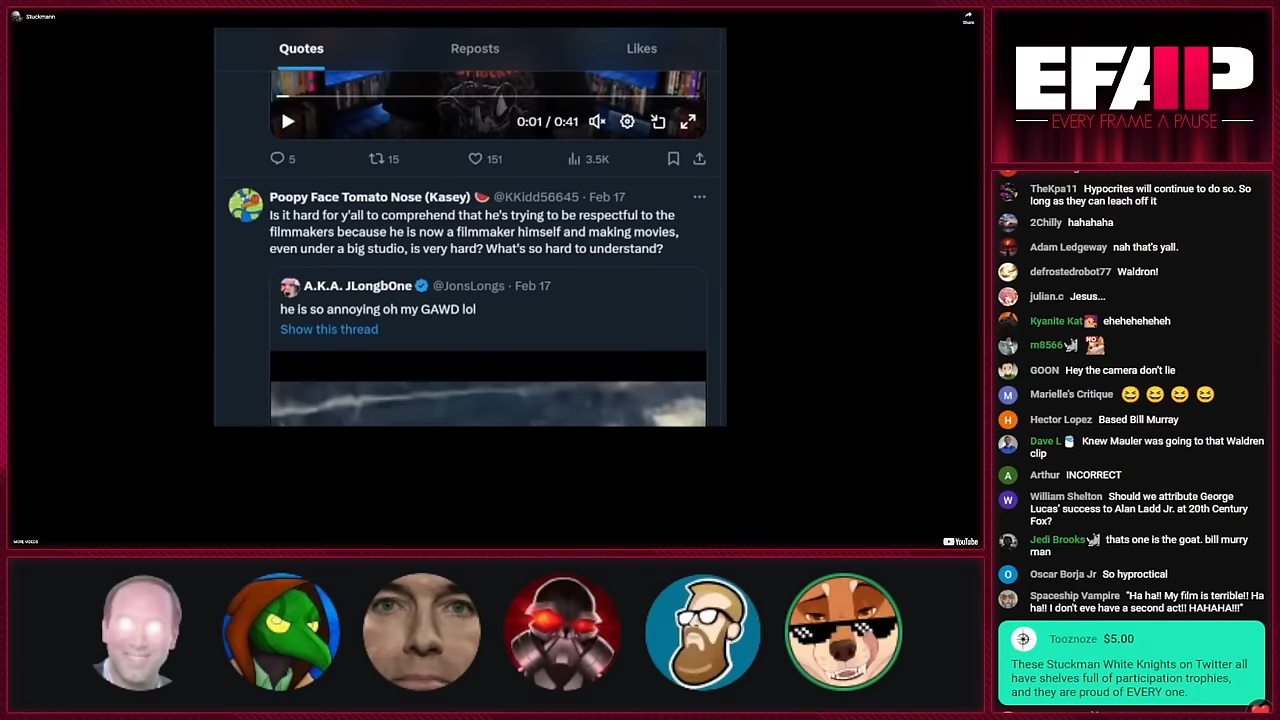 Stuckmann
Share
Quotes
Reposts
Likes
0:01 / 0:41
5
15
151
3.5K
Poopy Face Tomato Nose (Kasey) 🍉 @KKidd56645 · Feb 17
Is it hard for y'all to comprehend that he's trying to be respectful to the
filmmakers because he is now a filmmaker himself and making movies,
even under a big studio, is very hard? What's so hard to understand?
A.K.A. JLongbOne @JonsLongs · Feb 17
he is so annoying oh my GAWD lol
Show this thread
MORE VIDEOS
YouTube
EFAP
EVERY FRAME A PAUSE
TheKpa11 Hypocrites will continue to do so. So
long as they can leach off it
2Chilly hahahaha
Adam Ledgeway nah that's yall.
defrostedrobot77 Waldron!
julian.c Jesus...
Kyanite Kat eheheheheheh
m8566 NO
GOON Hey the camera don't lie
M
Marielle's Critique 😆 😆 😆 😆
H
Hector Lopez Based Bill Murray
Dave L Knew Mauler was going to that Waldren
clip
A
Arthur INCORRECT
W
William Shelton Should we attribute George
Lucas' success to Alan Ladd Jr. at 20th Century
Fox?
Jedi Brooks thats one is the goat. bill murry
man
O
Oscar Borja Jr So hyproctical
Spaceship Vampire "Ha ha!! My film is terrible!! Ha
ha!! I don't eve have a second act!! HAHAHA!!!"
Tooznoze $5.00
These Stuckman White Knights on Twitter all
have shelves full of participation trophies,
and they are proud of EVERY one.